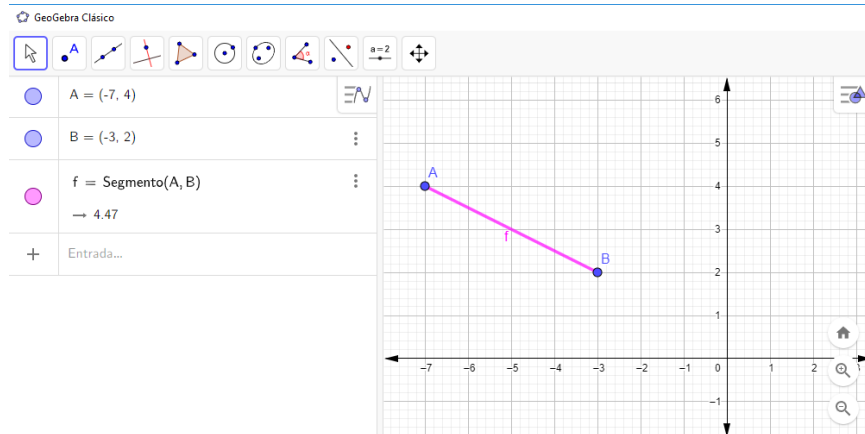 GeoGebra Clásico
A
α
a=2
A = (-7, 4)
B = (-3, 2)
f = Segmento(A, B)
→ 4.47
+ Entrada...
6
5
A
4
3
f
B
2
1
-7 -6 -5 -4 -3 -2 -1 0 1 2
-1